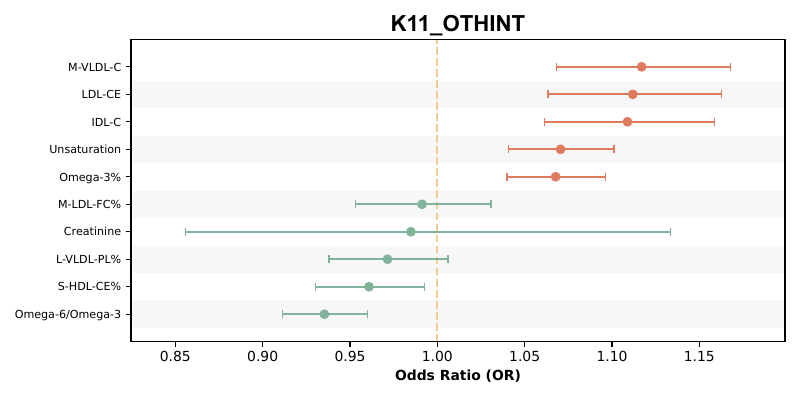 K11_OTHINT
M-VLDL-C
LDL-CE
IDL-C
Unsaturation
Omega-3%
M-LDL-FC%
Creatinine
L-VLDL-PL%
S-HDL-CE%
Omega-6/Omega-3
0.85 0.90 0.95 1.00 1.05 1.10 1.15
Odds Ratio (OR)